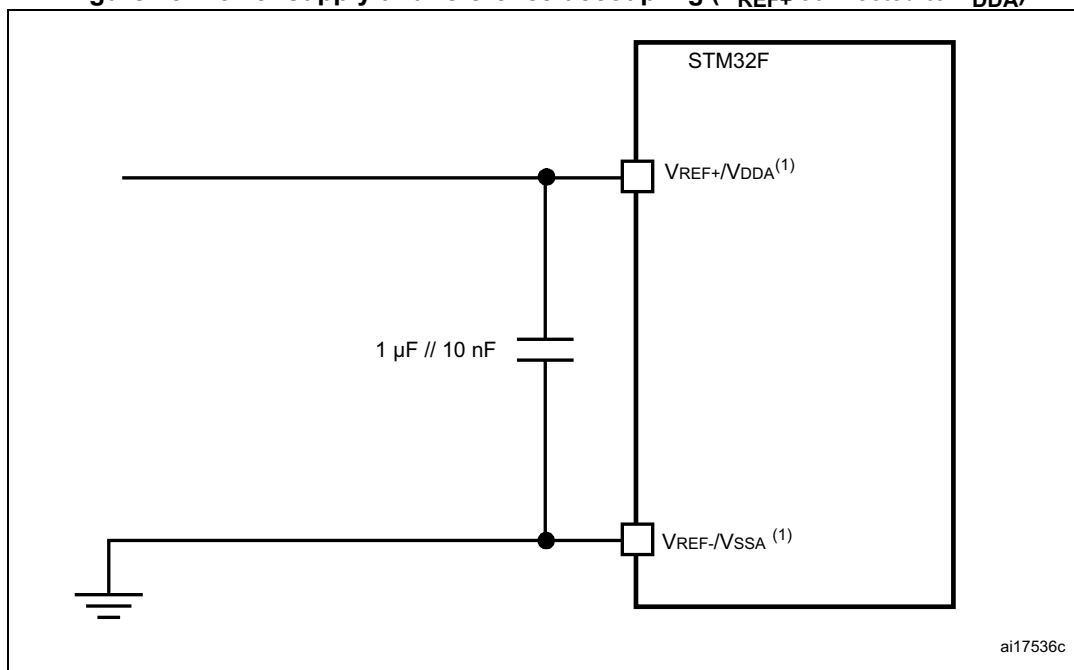 STM32F
VREF+/VDDA(1)
1 µF // 10 nF
VREF-/VSSA (1)
ai17536c